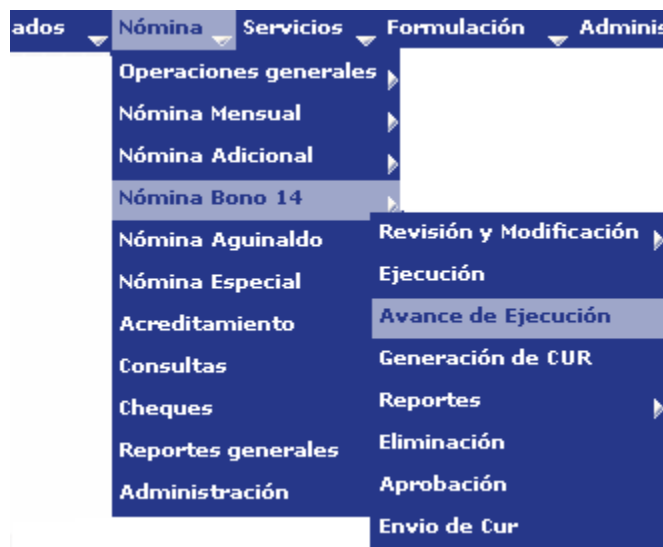 ados Nómina Servicios Formulación Adminis
Operaciones generales
Nómina Mensual
Nómina Adicional
Nómina Bono 14
Nómina Aguinaldo
Nómina Especial
Acreditamiento
Consultas
Cheques
Reportes generales
Administración
Revisión y Modificación
Ejecución
Avance de Ejecución
Generación de CUR
Reportes
Eliminación
Aprobación
Envio de Cur